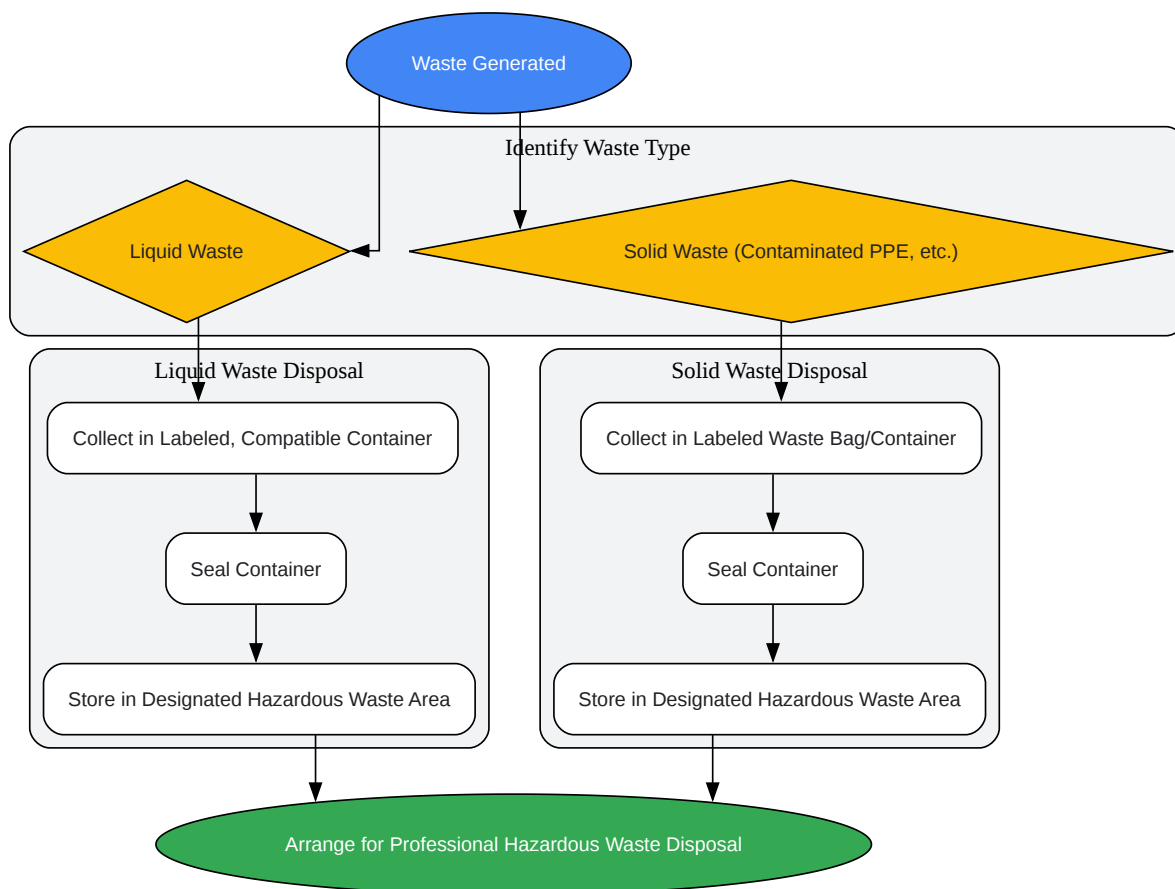 Waste Generated
Identify Waste Type
Liquid Waste
Solid Waste (Contaminated PPE, etc.)
Liquid Waste Disposal
Collect in Labeled, Compatible Container
Seal Container
Store in Designated Hazardous Waste Area
Solid Waste Disposal
Collect in Labeled Waste Bag/Container
Seal Container
Store in Designated Hazardous Waste Area
Arrange for Professional Hazardous Waste Disposal